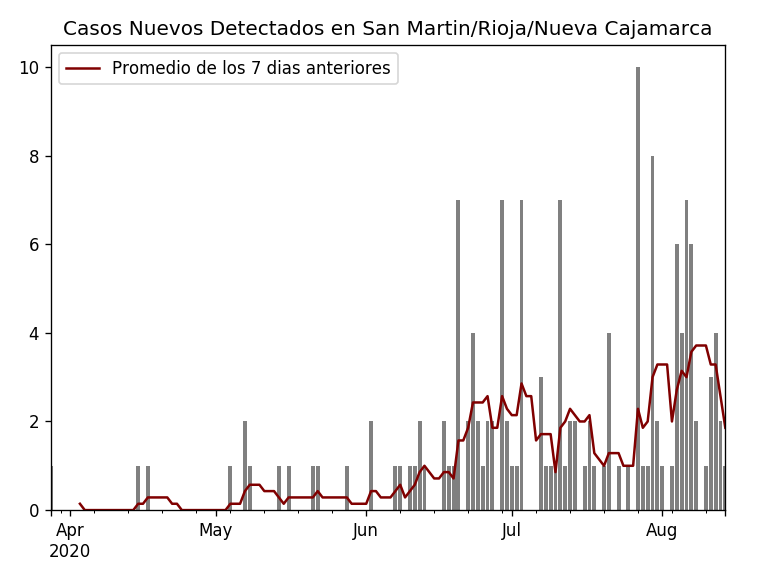 Casos Nuevos Detectados en San Martin/Rioja/Nueva Cajamarca
Promedio de los 7 dias anteriores
10
8
6
4
2
0
Apr May Jun Jul Aug
2020